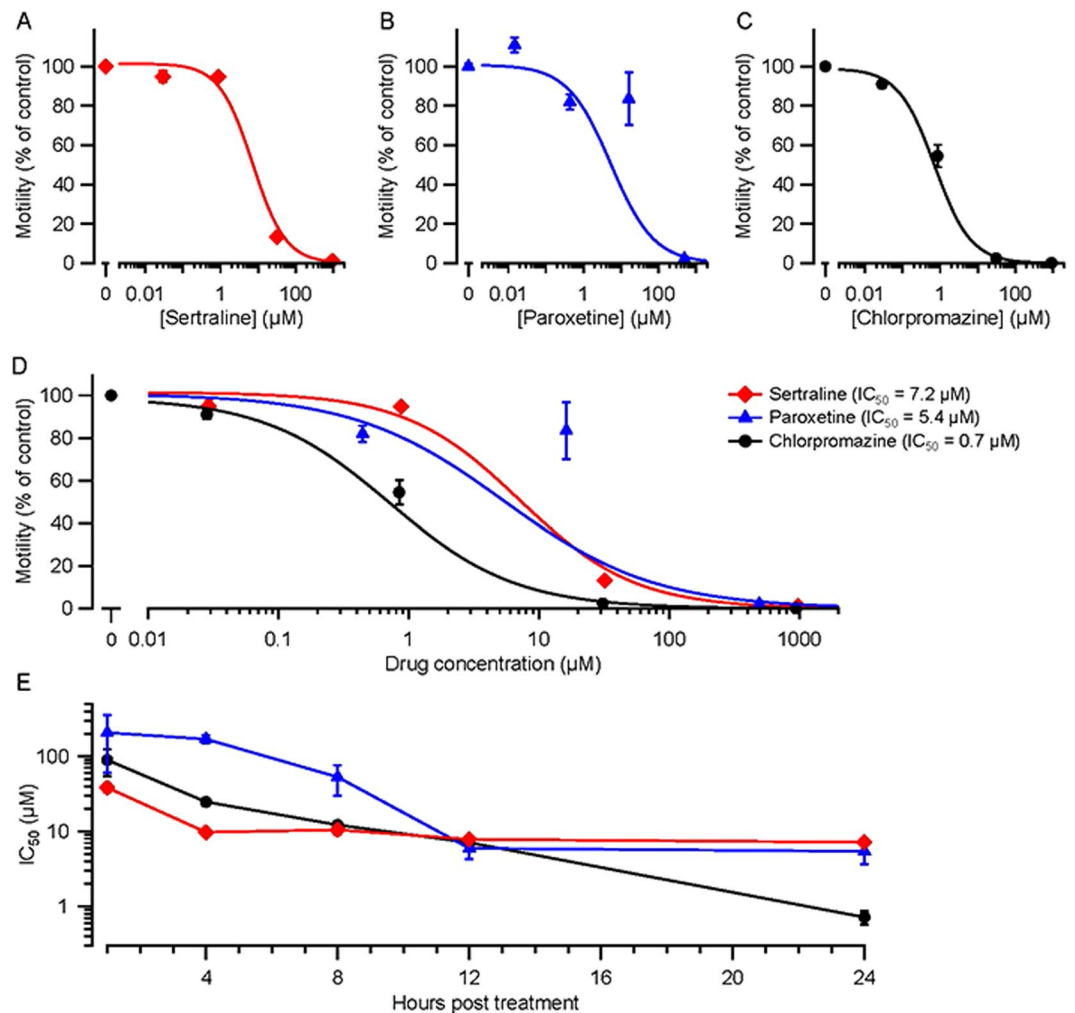 A
Motility (% of control)
100
80
60
40
20
0
0 0.01 1 100
[Sertraline] (µM)
B
Motility (% of control)
100
80
60
40
20
0
0 0.01 1 100
[Paroxetine] (µM)
C
Motility (% of control)
100
80
60
40
20
0
0 0.01 1 100
[Chlorpromazine] (µM)
D
Motility (% of control)
100
80
60
40
20
0
0 0.01 0.1 1 10 100 1000
Drug concentration (µM)
Sertraline (IC50 = 7.2 µM)
Paroxetine (IC50 = 5.4 µM)
Chlorpromazine (IC50 = 0.7 µM)
E
IC50 (µM)
100
10
1
4 8 12 16 20 24
Hours post treatment